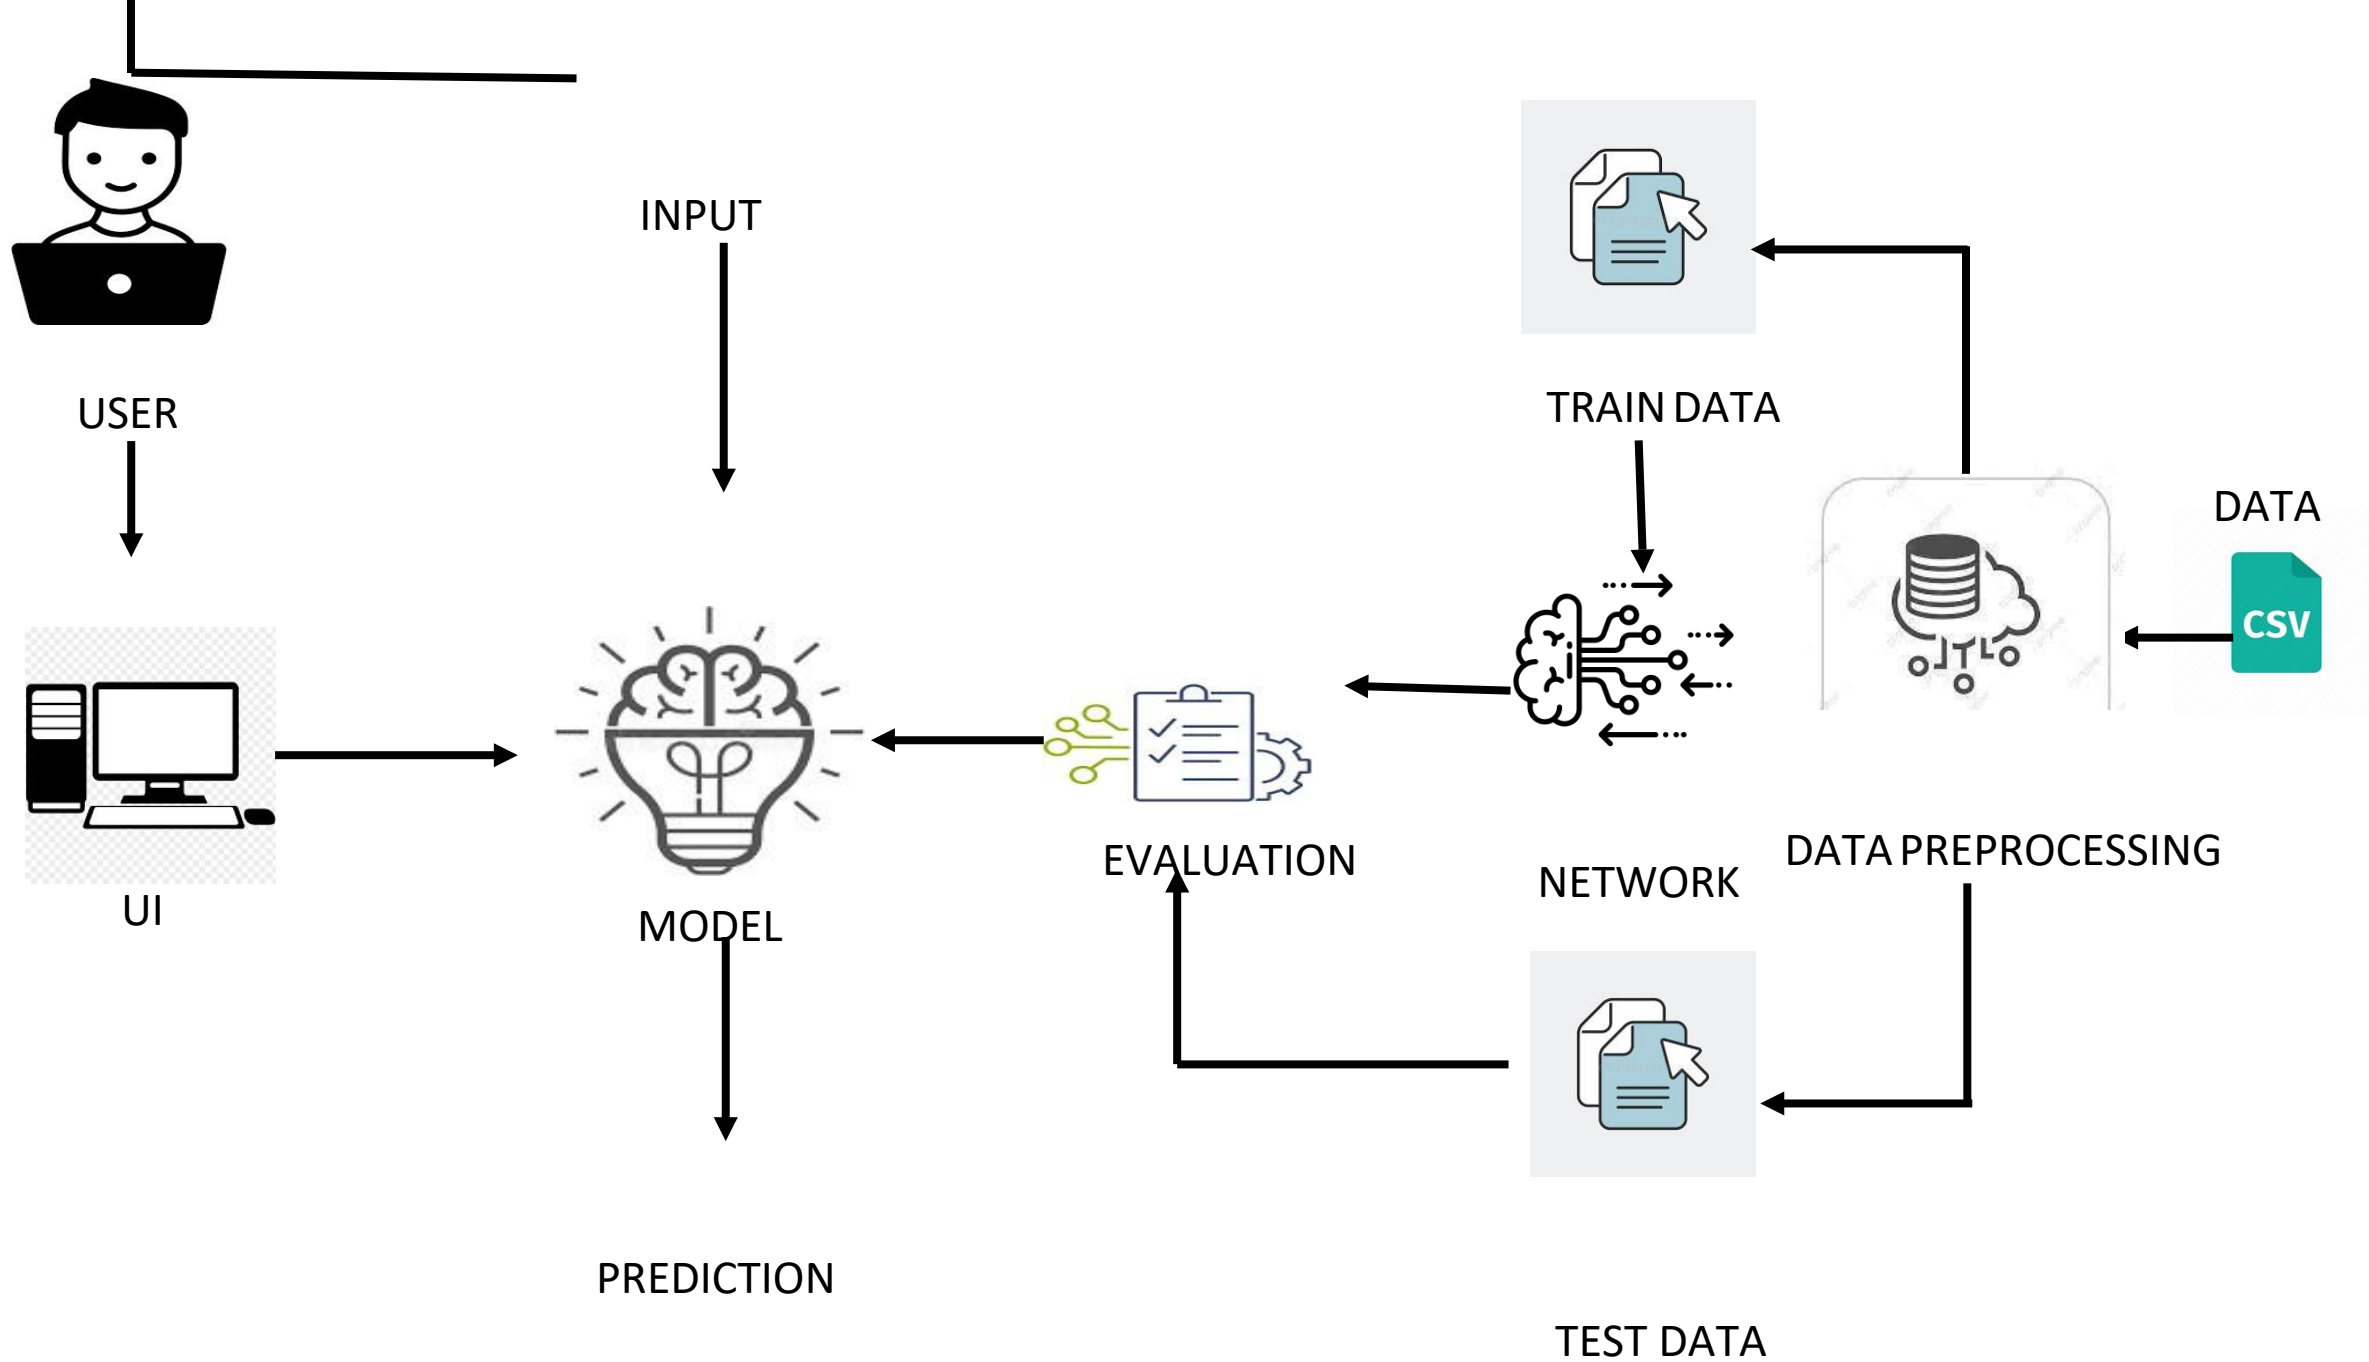 INPUT
USER
TRAIN DATA
DATA
CSV
UI
MODEL
EVALUATION
NETWORK
DATA PREPROCESSING
PREDICTION
TEST DATA